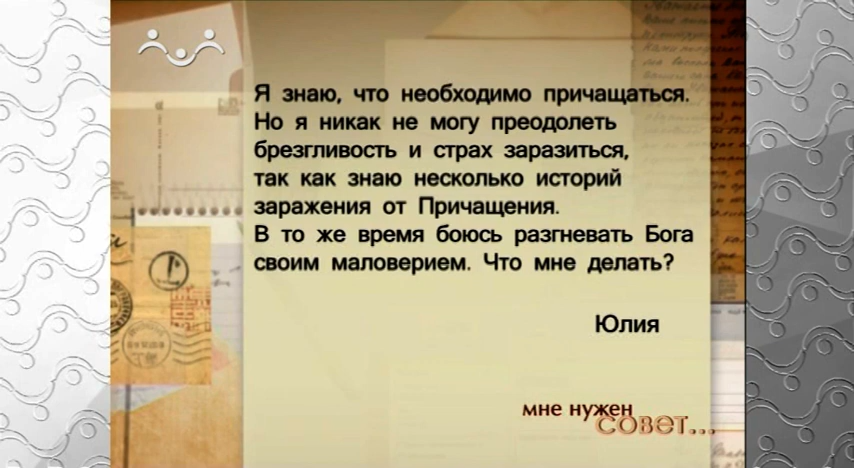 Я знаю, что необходимо причащаться.
Но я никак не могу преодолеть
брезгливость и страх заразиться,
так как знаю несколько историй
заражения от Причащения.
В то же время боюсь разгневать Бога
своим маловерием. Что мне делать?
Юлия
мне нужен
совет...